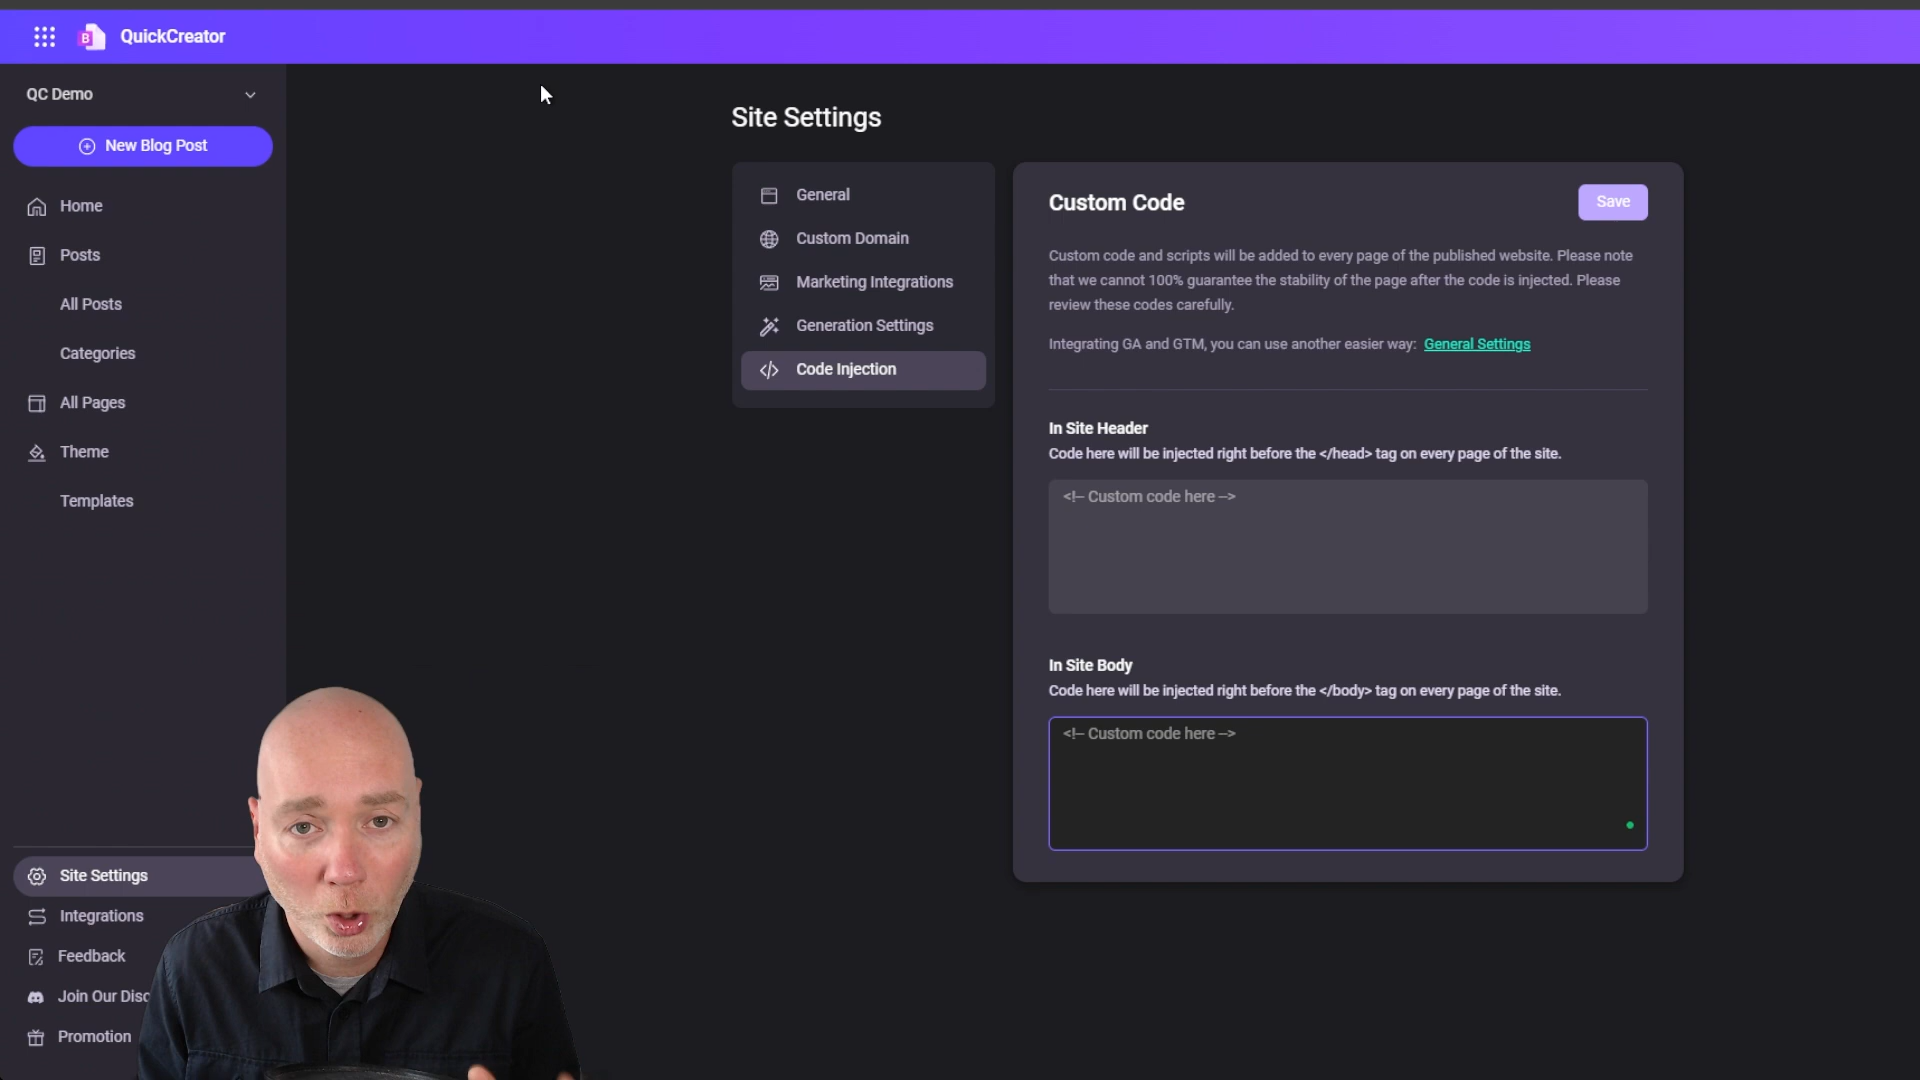 QuickCreator
QC Demo
New Blog Post
Home
Posts
All Posts
Categories
All Pages
Theme
Templates
Site Settings
Integrations
Feedback
Join Our Disc
Promotion
Site Settings
General
Custom Domain
Marketing Integrations
Generation Settings
Code Injection
Custom Code
Save
Custom code and scripts will be added to every page of the published website. Please note
that we cannot 100% guarantee the stability of the page after the code is injected. Please
review these codes carefully.
Integrating GA and GTM, you can use another easier way: General Settings
In Site Header
Code here will be injected right before the </head> tag on every page of the site.
<!-- Custom code here -->
In Site Body
Code here will be injected right before the </body> tag on every page of the site.
<!-- Custom code here -->